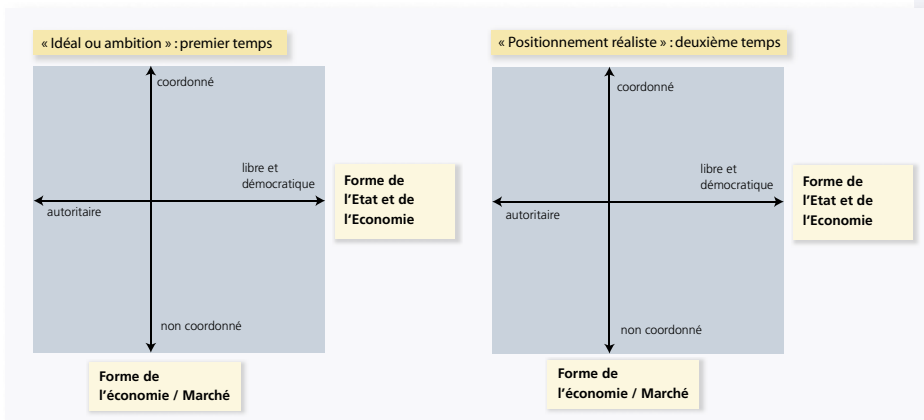 « Idéal ou ambition » : premier temps
coordonné
libre et
démocratique
autoritaire
non coordonné
Forme de
l’Etat et de
l’Economie
Forme de
l’économie / Marché
« Positionnement réaliste » : deuxième temps
coordonné
libre et
démocratique
autoritaire
non coordonné
Forme de
l’Etat et de
l’Economie
Forme de
l’économie / Marché